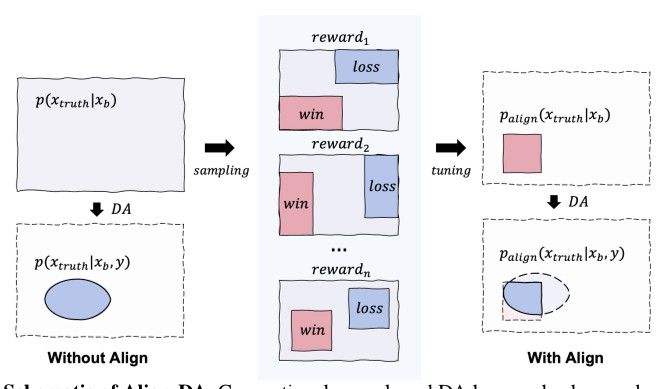 p(x_truth|x_b)
DA
p(x_truth|x_b, y)
Without Align
sampling
reward_1
loss
win
reward_2
loss
win
...
reward_n
loss
win
tuning
p_align(x_truth|x_b)
DA
p_align(x_truth|x_b, y)
With Align